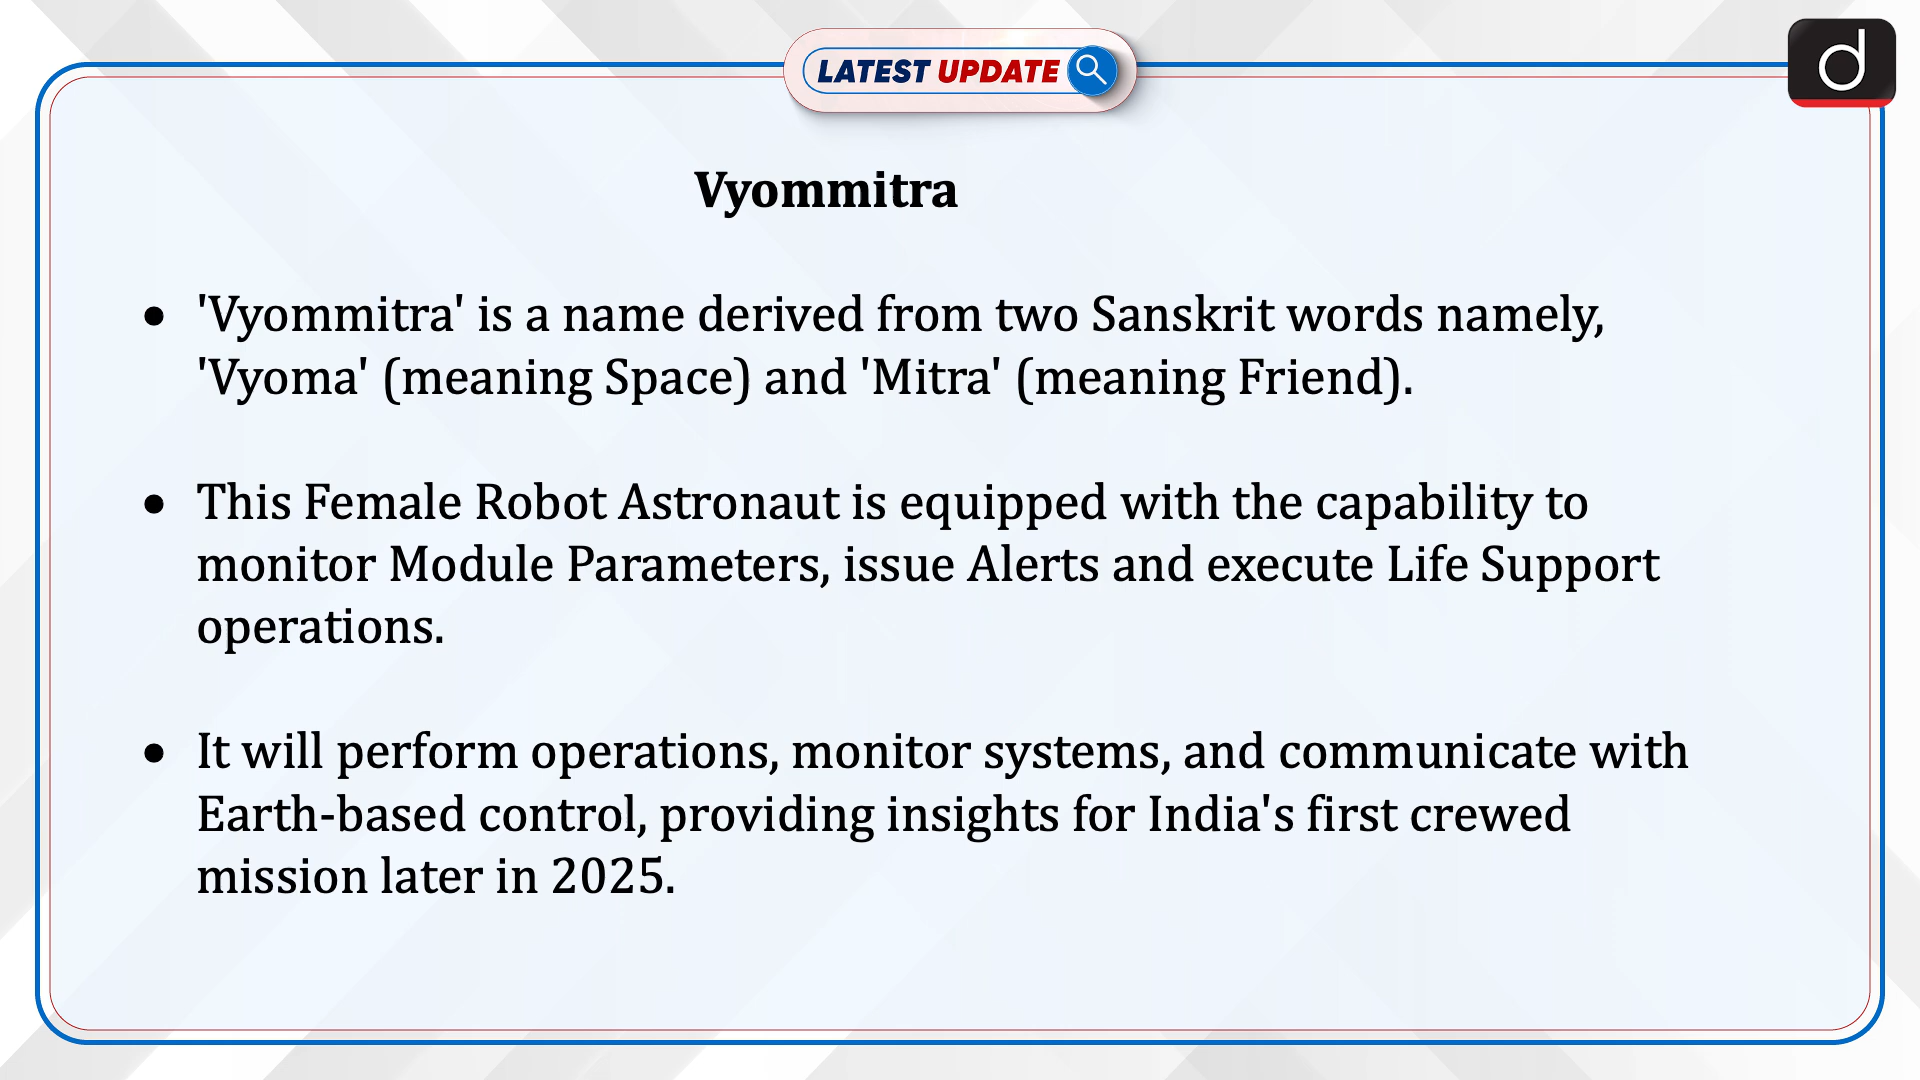 LATEST UPDATE
d
Vyommitra
• 'Vyommitra' is a name derived from two Sanskrit words namely,
'Vyoma' (meaning Space) and 'Mitra' (meaning Friend).
• This Female Robot Astronaut is equipped with the capability to
monitor Module Parameters, issue Alerts and execute Life Support
operations.
• It will perform operations, monitor systems, and communicate with
Earth-based control, providing insights for India's first crewed
mission later in 2025.